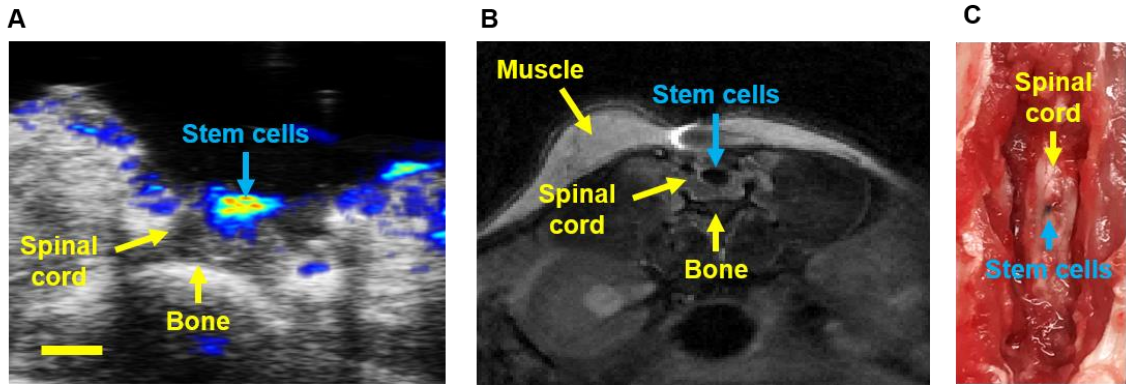 A
Stem cells
Spinal
cord
Bone
B
Muscle
Stem cells
Spinal
cord
Bone
C
Spinal
cord
Stem cells